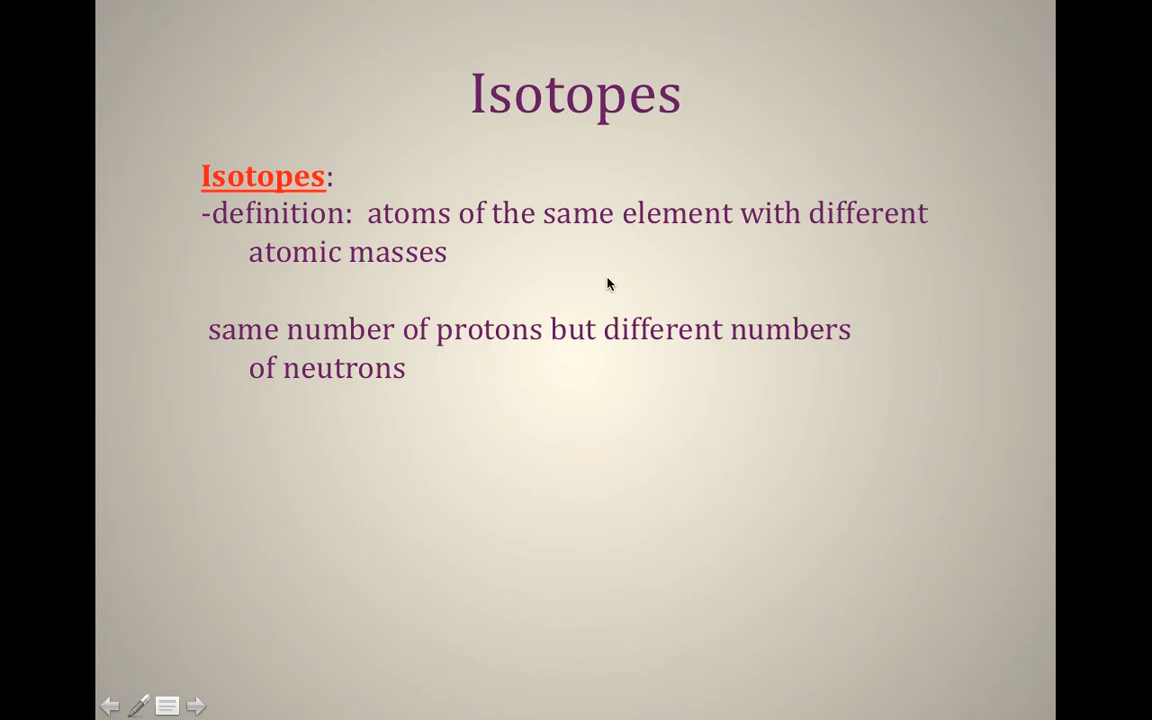 Isotopes
Isotopes:
-definition:  atoms of the same element with different
atomic masses
same number of protons but different numbers
of neutrons